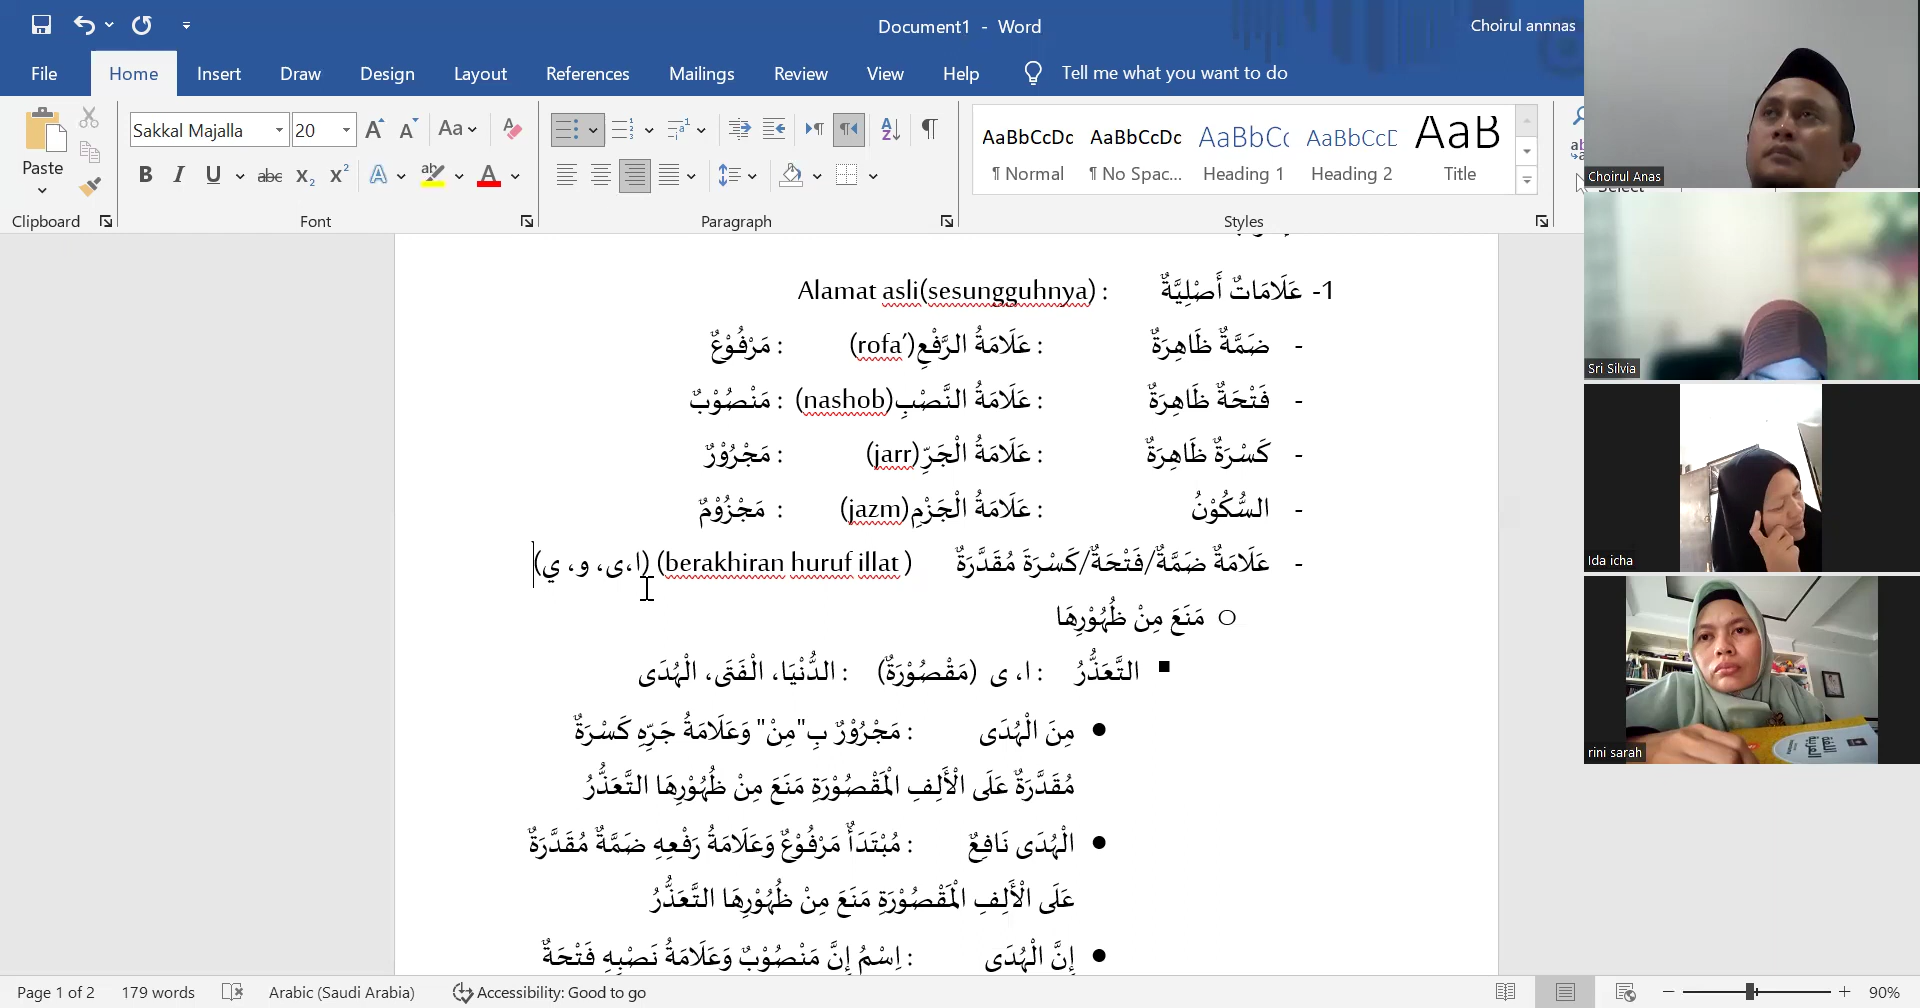 Document1 - Word
Choirul annnas
File
Home
Insert
Draw
Design
Layout
References
Mailings
Review
View
Help
Tell me what you want to do
Paste
Sakkal Majalla
20
Aa
Clipboard
Font
Paragraph
AaBbCcDc
AaBbCcDc
AaBbCc
AaBbCcD
AaB
¶ Normal
¶ No Spac...
Heading 1
Heading 2
Title
Styles
Select
1- عَلَامَاتٌ أَصْلِيَّةٌ : Alamat asli(sesungguhnya)
- ضَمَّةٌ ظَاهِرَةٌ : عَلَامَةُ الرَّفْعِ(rofa’) : مَرْفُوْعٌ
- فَتْحَةٌ ظَاهِرَةٌ : عَلَامَةُ النَّصْبِ(nashob) : مَنْصُوْبٌ
- كَسْرَةٌ ظَاهِرَةٌ : عَلَامَةُ الْجَرِّ(jarr) : مَجْرُوْرٌ
- السُّكُوْنُ : عَلَامَةُ الْجَزْمِ(jazm) : مَجْزُوْمٌ
- عَلَامَةٌ ضَمَّةٌ/فَتْحَةٌ/كَسْرَةَ مُقَدَّرَةٌ (berakhiran huruf illat) (ا،ى، و، ي)
○ مَنَعَ مِنْ ظُهُوْرِهَا
▪ التَّعَذُّرُ : ا، ى (مَقْصُوْرَةٌ) : الدُّنْيَا، الْفَتَى، الْهُدَى
● مِنَ الْهُدَى : مَجْرُوْرٌ بِ"مِنْ" وَعَلَامَةُ جَرِّهِ كَسْرَةٌ
مُقَدَّرَةٌ عَلَى الْأَلِفِ الْمَقْصُوْرَةِ مَنَعَ مِنْ ظُهُوْرِهَا التَّعَذُّرُ
● الْهُدَى نَافِعٌ : مُبْتَدَأٌ مَرْفُوْعٌ وَعَلَامَةُ رَفْعِهِ ضَمَّةٌ مُقَدَّرَةٌ
عَلَى الْأَلِفِ الْمَقْصُوْرَةِ مَنَعَ مِنْ ظُهُوْرِهَا التَّعَذُّرُ
● إِنَّ الْهُدَى : اِسْمُ إِنَّ مَنْصُوْبٌ وَعَلَامَةُ نَصْبِهِ فَتْحَةٌ
Choirul Anas
Sri Silvia
Ida icha
rini sarah
Page 1 of 2
179 words
Arabic (Saudi Arabia)
Accessibility: Good to go
90%